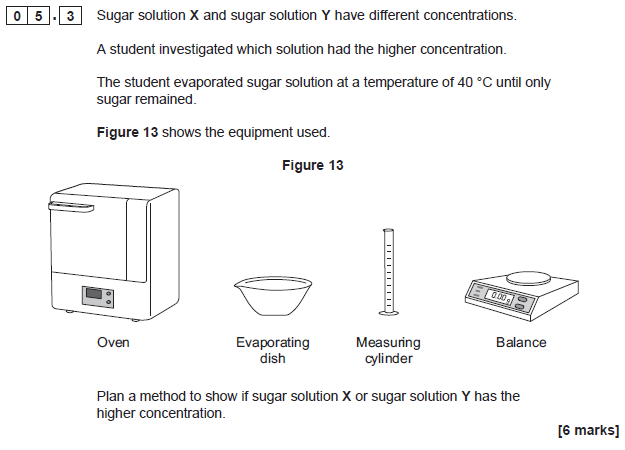 0 5 . 3 Sugar solution X and sugar solution Y have different concentrations.
A student investigated which solution had the higher concentration.
The student evaporated sugar solution at a temperature of 40 °C until only
sugar remained.
Figure 13 shows the equipment used.
Figure 13
0.00 g
Oven
Evaporating
dish
Measuring
cylinder
Balance
Plan a method to show if sugar solution X or sugar solution Y has the
higher concentration.
[6 marks]